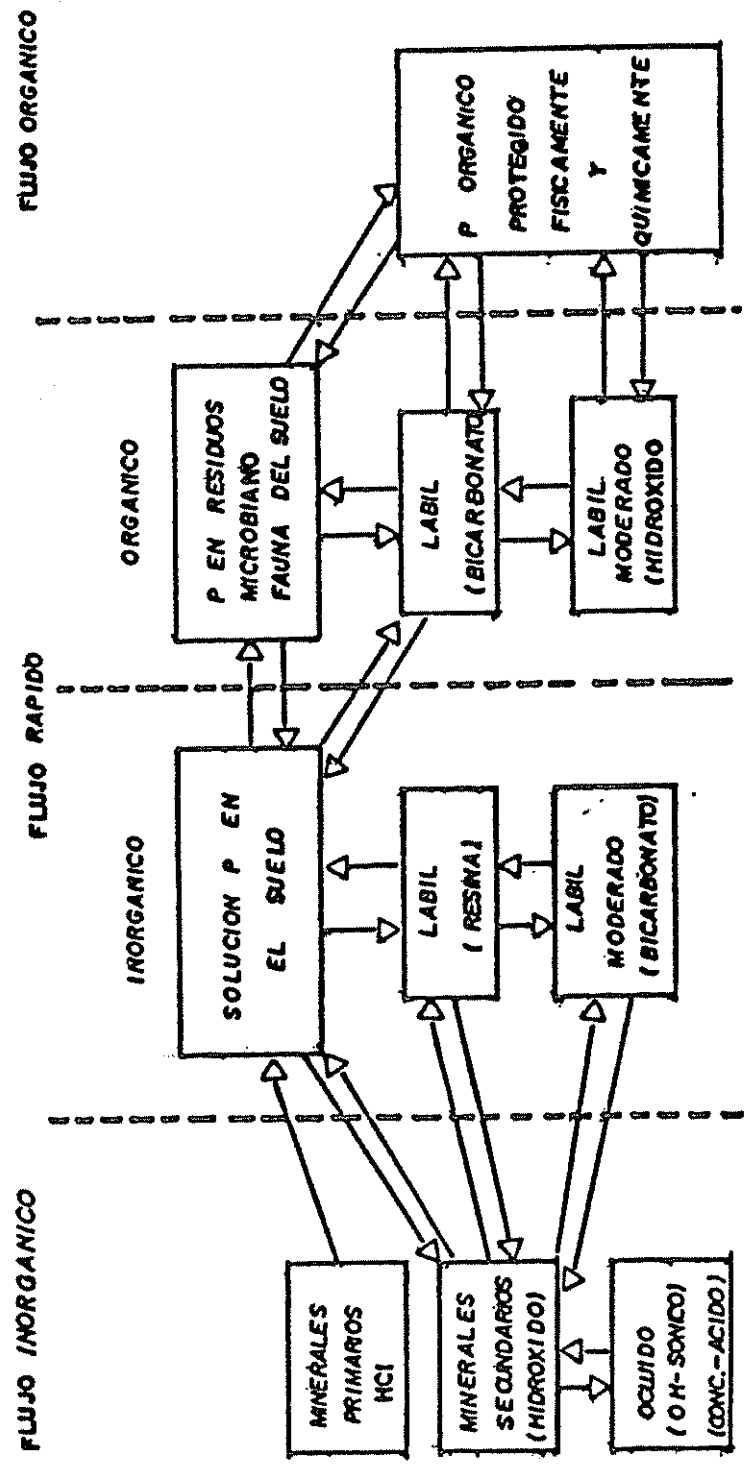 FLUJO INORGANICO
FLUJO RAPIDO
FLUJO ORGANICO
INORGANICO
ORGANICO
MINERALES
PRIMARIOS
HCl
MINERALES
SECUNDARIOS
(HIDROXIDO)
OCLUIDO
(OH-SONICO)
(CONC.-ACIDO)
SOLUCION P EN
EL SUELO
LABIL
(RESINA)
LABIL
MODERADO
(BICARBONATO)
P EN RESIDUOS
MICROBIANO
FAUNA DEL SUELO
LABIL
(BICARBONATO)
LABIL.
MODERADO
(HIDROXIDO)
P ORGANICO
PROTEGIDO
FISICAMENTE
Y
QUIMICAMENTE